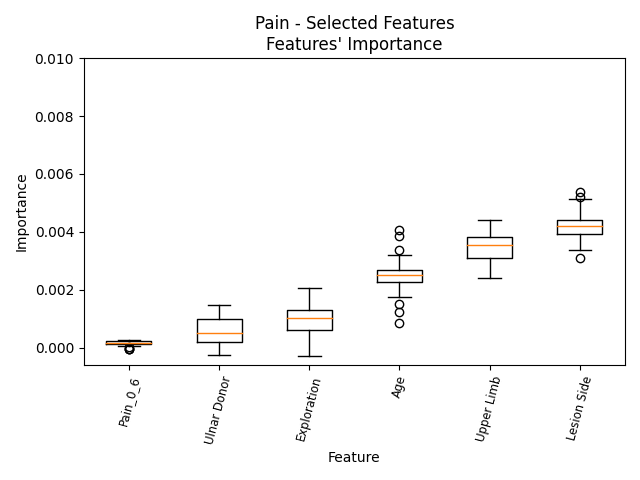 Pain - Selected Features
Features' Importance
0.010
0.008
0.006
0.004
0.002
0.000
Importance
Pain_0_6
Ulnar Donor
Exploration
Age
Upper Limb
Lesion Side
Feature